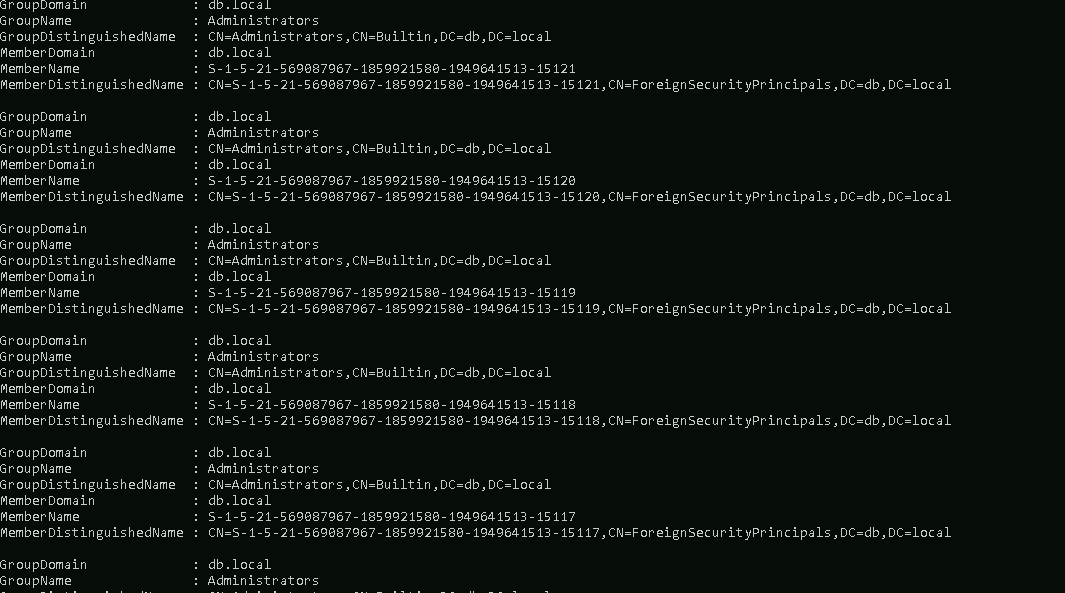 GroupDomain : db.local
GroupName : Administrators
GroupDistinguishedName : CN=Administrators,CN=Builtin,DC=db,DC=local
MemberDomain : db.local
MemberName : S-1-5-21-569087967-1859921580-1949641513-15121
MemberDistinguishedName : CN=S-1-5-21-569087967-1859921580-1949641513-15121,CN=ForeignSecurityPrincipals,DC=db,DC=local
GroupDomain : db.local
GroupName : Administrators
GroupDistinguishedName : CN=Administrators,CN=Builtin,DC=db,DC=local
MemberDomain : db.local
MemberName : S-1-5-21-569087967-1859921580-1949641513-15120
MemberDistinguishedName : CN=S-1-5-21-569087967-1859921580-1949641513-15120,CN=ForeignSecurityPrincipals,DC=db,DC=local
GroupDomain : db.local
GroupName : Administrators
GroupDistinguishedName : CN=Administrators,CN=Builtin,DC=db,DC=local
MemberDomain : db.local
MemberName : S-1-5-21-569087967-1859921580-1949641513-15119
MemberDistinguishedName : CN=S-1-5-21-569087967-1859921580-1949641513-15119,CN=ForeignSecurityPrincipals,DC=db,DC=local
GroupDomain : db.local
GroupName : Administrators
GroupDistinguishedName : CN=Administrators,CN=Builtin,DC=db,DC=local
MemberDomain : db.local
MemberName : S-1-5-21-569087967-1859921580-1949641513-15118
MemberDistinguishedName : CN=S-1-5-21-569087967-1859921580-1949641513-15118,CN=ForeignSecurityPrincipals,DC=db,DC=local
GroupDomain : db.local
GroupName : Administrators
GroupDistinguishedName : CN=Administrators,CN=Builtin,DC=db,DC=local
MemberDomain : db.local
MemberName : S-1-5-21-569087967-1859921580-1949641513-15117
MemberDistinguishedName : CN=S-1-5-21-569087967-1859921580-1949641513-15117,CN=ForeignSecurityPrincipals,DC=db,DC=local
GroupDomain : db.local
GroupName : Administrators